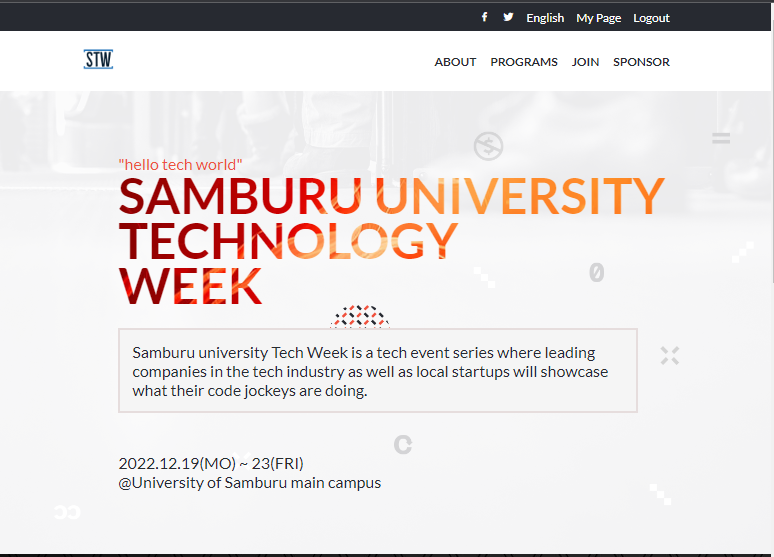 English My Page Logout
STW
ABOUT PROGRAMS JOIN SPONSOR
"hello tech world"
SAMBURU UNIVERSITY
TECHNOLOGY
WEEK
Samburu university Tech Week is a tech event series where leading
companies in the tech industry as well as local startups will showcase
what their code jockeys are doing.
2022.12.19(MO) ~ 23(FRI)
@University of Samburu main campus